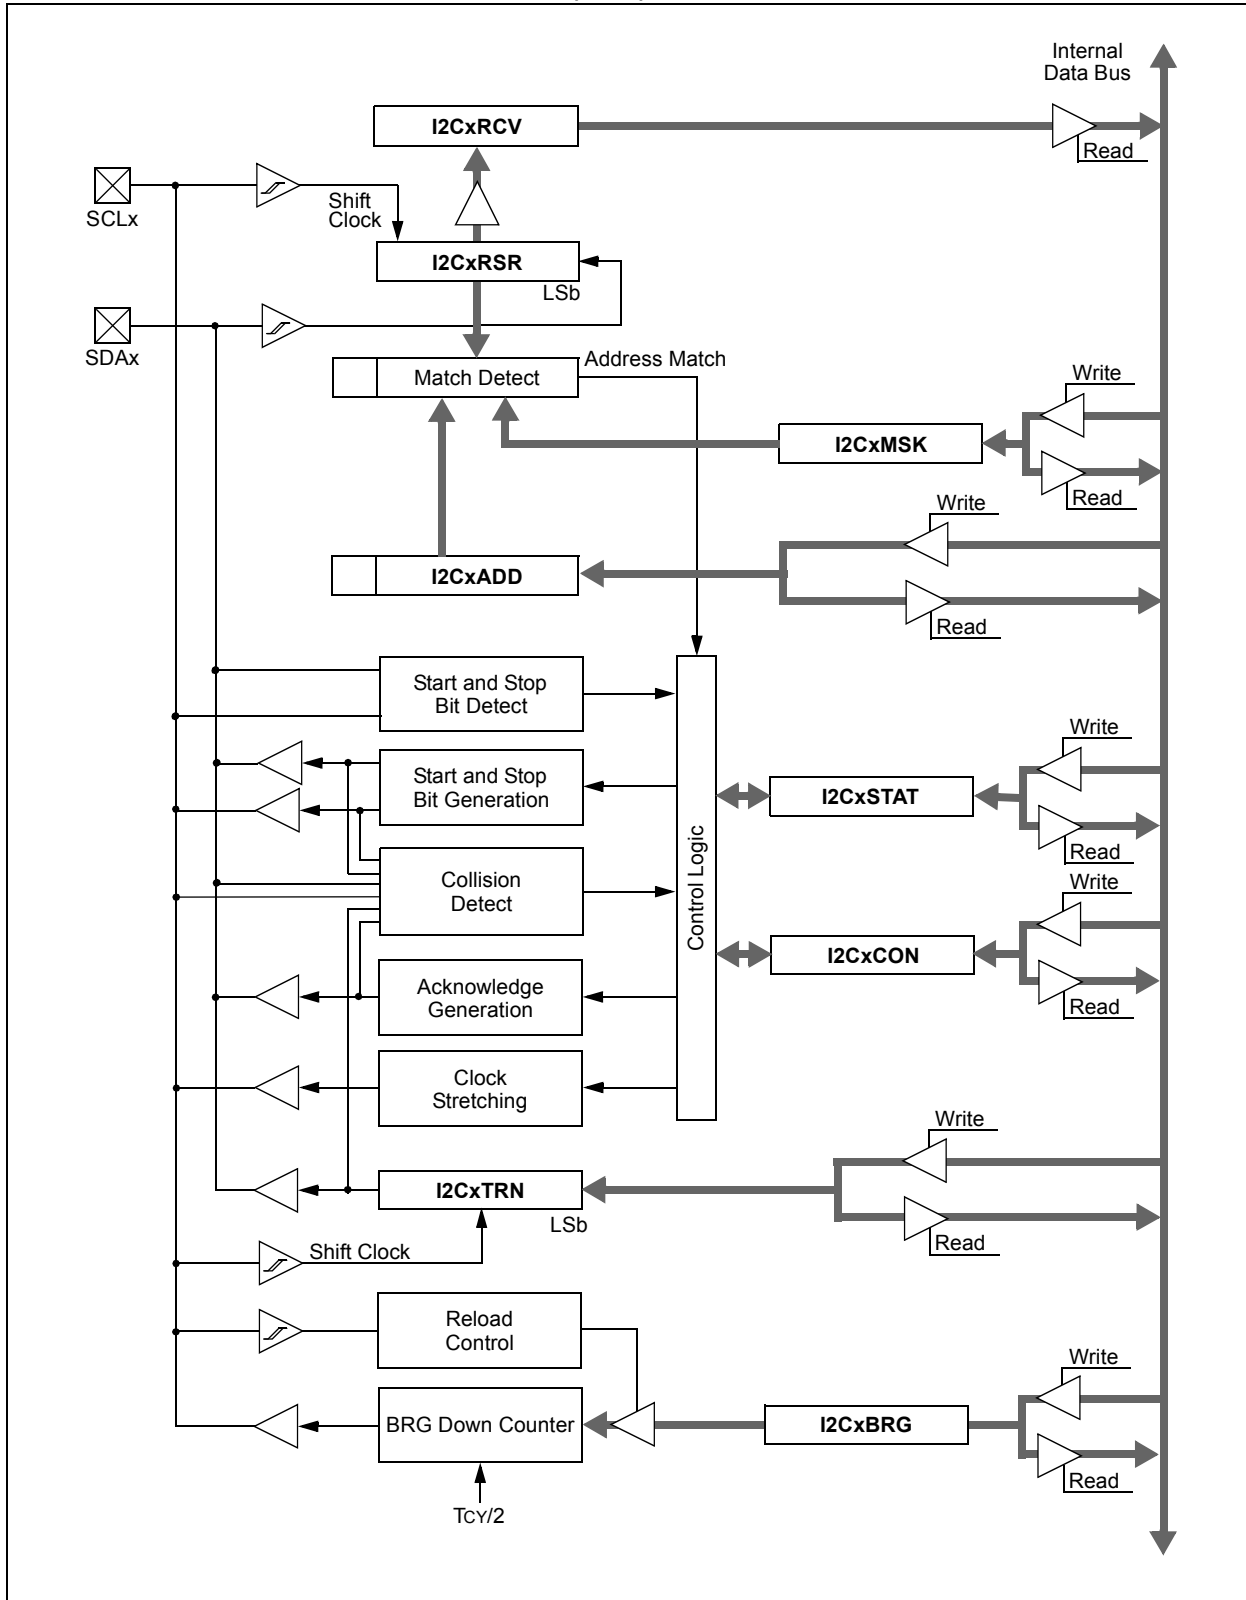 Internal
Data Bus
I2CxRCV
Read
SCLx
Shift
Clock
I2CxRSR
LSb
SDAx
Address Match
Match Detect
Write
I2CxMSK
Read
Write
I2CxADD
Read
Start and Stop
Bit Detect
Write
Start and Stop
Bit Generation
I2CxSTAT
Control Logic
Read
Collision
Detect
Write
I2CxCON
Read
Acknowledge
Generation
Clock
Stretching
Write
I2CxTRN
LSb
Read
Shift Clock
Reload
Control
Write
BRG Down Counter
I2CxBRG
Read
TCY/2